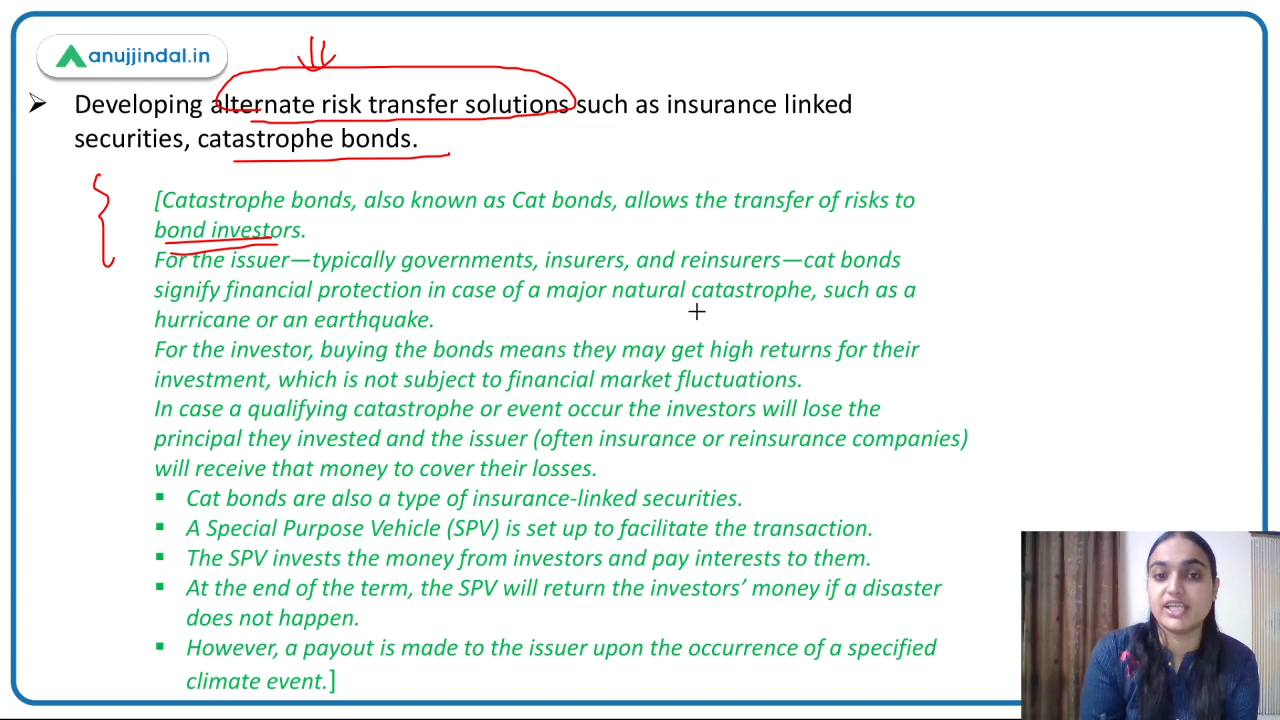 anujjindal.in
➤ Developing alternate risk transfer solutions such as insurance linked
securities, catastrophe bonds.
[Catastrophe bonds, also known as Cat bonds, allows the transfer of risks to
bond investors.
For the issuer—typically governments, insurers, and reinsurers—cat bonds
signify financial protection in case of a major natural catastrophe, such as a
hurricane or an earthquake.
For the investor, buying the bonds means they may get high returns for their
investment, which is not subject to financial market fluctuations.
In case a qualifying catastrophe or event occur the investors will lose the
principal they invested and the issuer (often insurance or reinsurance companies)
will receive that money to cover their losses.
▪ Cat bonds are also a type of insurance-linked securities.
▪ A Special Purpose Vehicle (SPV) is set up to facilitate the transaction.
▪ The SPV invests the money from investors and pay interests to them.
▪ At the end of the term, the SPV will return the investors’ money if a disaster
does not happen.
▪ However, a payout is made to the issuer upon the occurrence of a specified
climate event.]